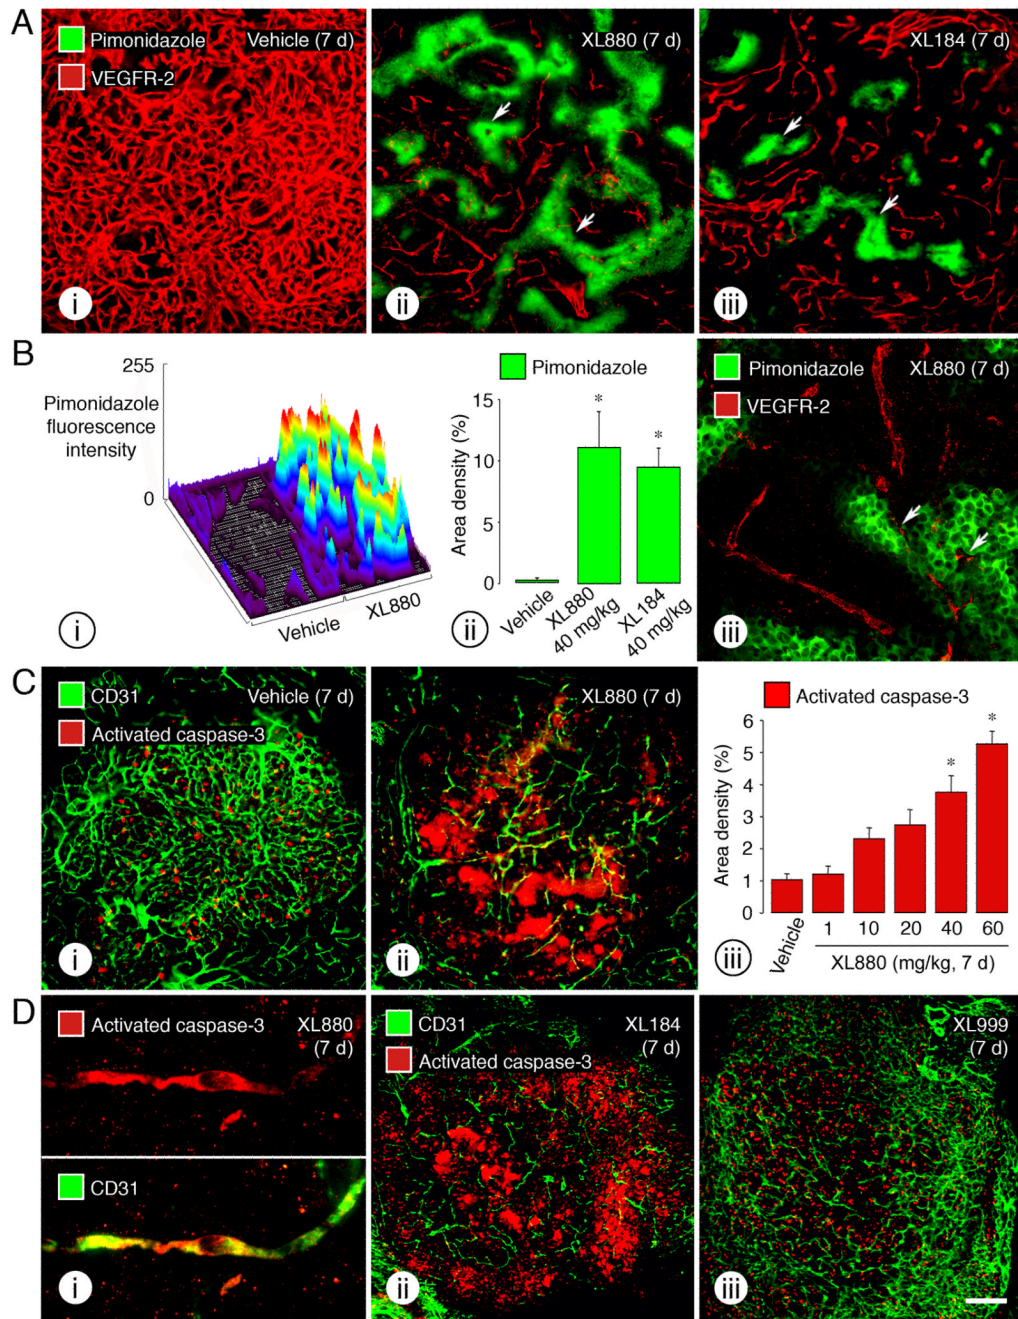 A
Pimonidazole
VEGFR-2
Vehicle (7 d)
i
XL880 (7 d)
ii
XL184 (7 d)
iii
B
255
Pimonidazole
fluorescence
intensity
0
Vehicle
XL880
i
Pimonidazole
Area density (%)
15
10
5
0
*
*
Vehicle
XL880
40 mg/kg
XL184
40 mg/kg
ii
Pimonidazole
VEGFR-2
XL880 (7 d)
iii
C
CD31
Activated caspase-3
Vehicle (7 d)
i
XL880 (7 d)
ii
Activated caspase-3
Area density (%)
6
5
4
3
2
1
0
*
*
Vehicle
1 10 20 40 60
XL880 (mg/kg, 7 d)
iii
D
Activated caspase-3
XL880
(7 d)
CD31
i
CD31
Activated caspase-3
XL184
(7 d)
ii
XL999
(7 d)
iii